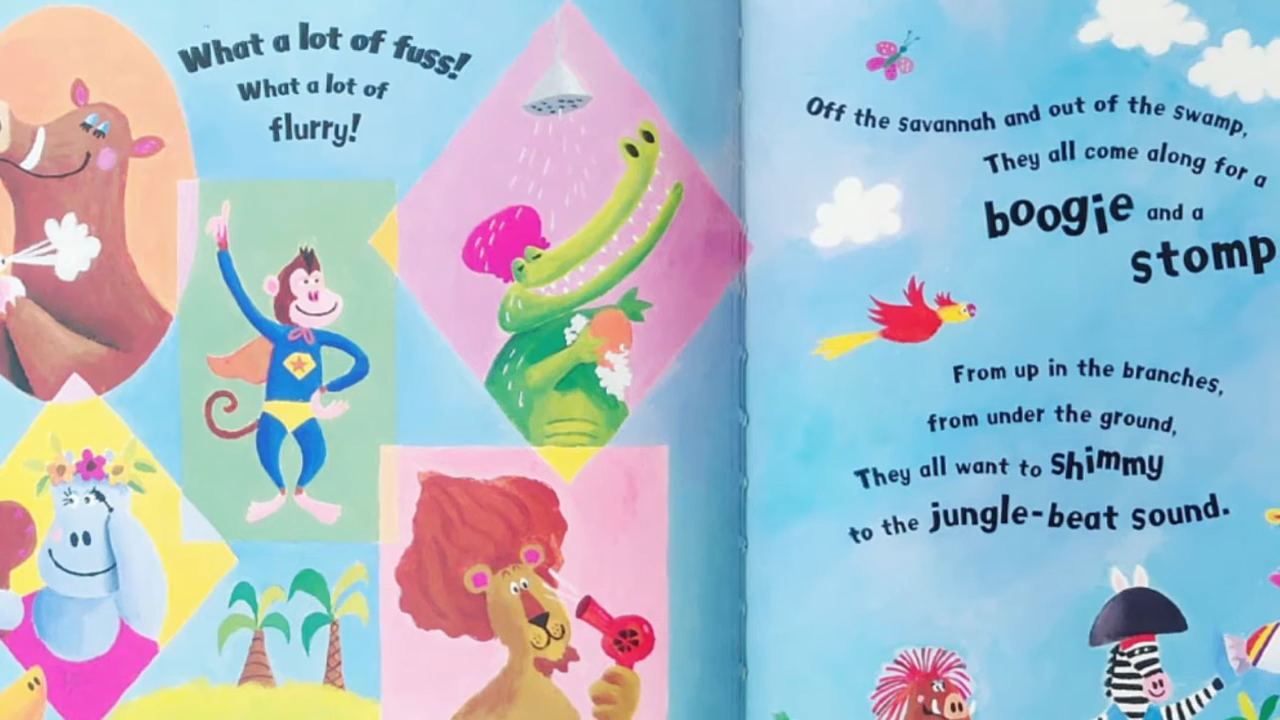 What a lot of fuss!
What a lot of
flurry!
Off the savannah and out of the swamp,
They all come along for a
boogie and a
stomp
From up in the branches,
from under the ground,
They all want to shimmy
to the jungle-beat sound.